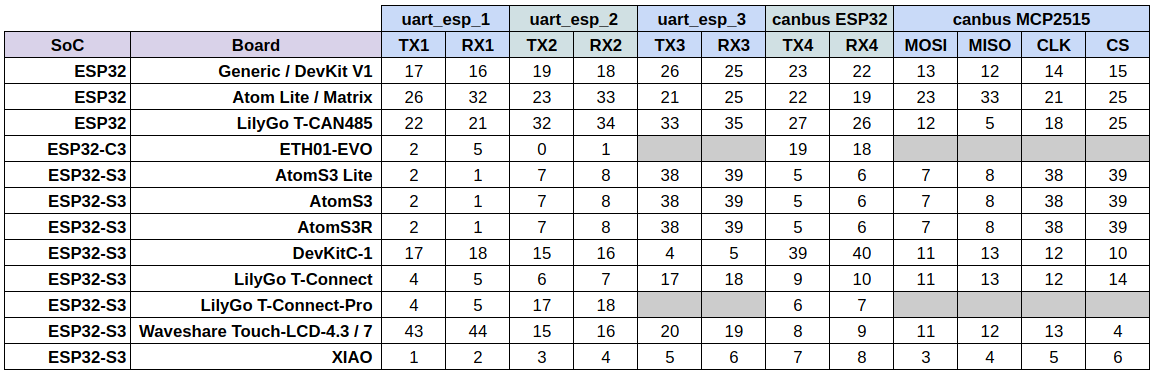 uart_esp_1 uart_esp_2 uart_esp_3 canbus ESP32 canbus MCP2515
SoC Board TX1 RX1 TX2 RX2 TX3 RX3 TX4 RX4 MOSI MISO CLK CS
ESP32 Generic / DevKit V1 17 16 19 18 26 25 23 22 13 12 14 15
ESP32 Atom Lite / Matrix 26 32 23 33 21 25 22 19 23 33 21 25
ESP32 LilyGo T-CAN485 22 21 32 34 33 35 27 26 12 5 18 25
ESP32-C3 ETH01-EVO 2 5 0 1 19 18
ESP32-S3 AtomS3 Lite 2 1 7 8 38 39 5 6 7 8 38 39
ESP32-S3 AtomS3 2 1 7 8 38 39 5 6 7 8 38 39
ESP32-S3 AtomS3R 2 1 7 8 38 39 5 6 7 8 38 39
ESP32-S3 DevKitC-1 17 18 15 16 4 5 39 40 11 13 12 10
ESP32-S3 LilyGo T-Connect 4 5 6 7 17 18 9 10 11 13 12 14
ESP32-S3 LilyGo T-Connect-Pro 4 5 17 18 6 7
ESP32-S3 Waveshare Touch-LCD-4.3 / 7 43 44 15 16 20 19 8 9 11 12 13 4
ESP32-S3 XIAO 1 2 3 4 5 6 7 8 3 4 5 6